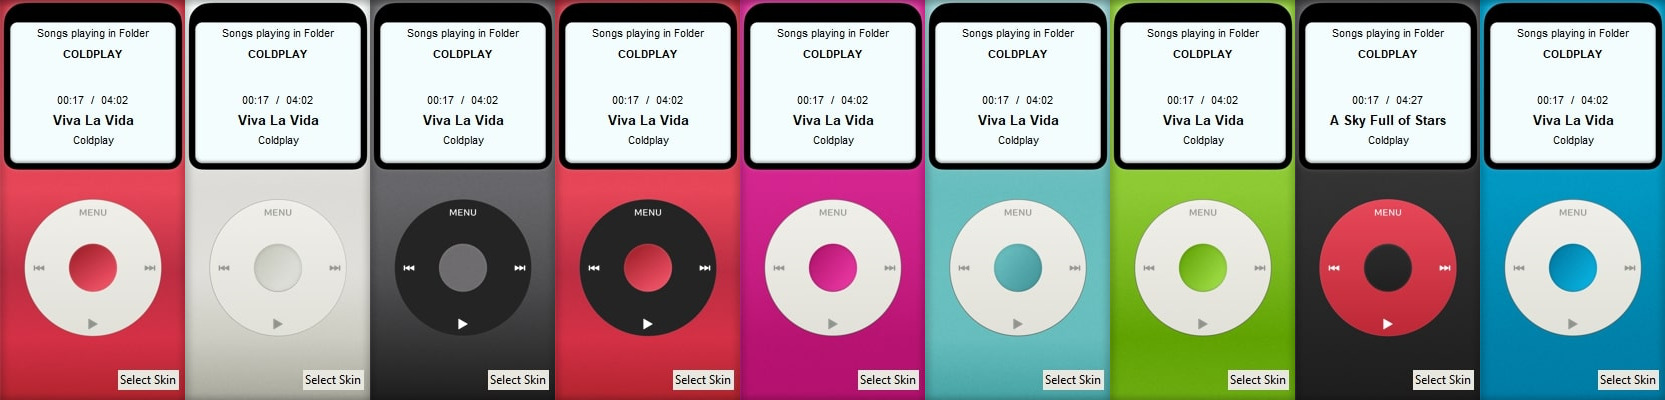 Songs playing in Folder
COLDPLAY
00:17 / 04:02
Viva La Vida
Coldplay
MENU
Select Skin
Songs playing in Folder
COLDPLAY
00:17 / 04:02
Viva La Vida
Coldplay
MENU
Select Skin
Songs playing in Folder
COLDPLAY
00:17 / 04:02
Viva La Vida
Coldplay
MENU
Select Skin
Songs playing in Folder
COLDPLAY
00:17 / 04:02
Viva La Vida
Coldplay
MENU
Select Skin
Songs playing in Folder
COLDPLAY
00:17 / 04:02
Viva La Vida
Coldplay
MENU
Select Skin
Songs playing in Folder
COLDPLAY
00:17 / 04:02
Viva La Vida
Coldplay
MENU
Select Skin
Songs playing in Folder
COLDPLAY
00:17 / 04:02
Viva La Vida
Coldplay
MENU
Select Skin
Songs playing in Folder
COLDPLAY
00:17 / 04:27
A Sky Full of Stars
Coldplay
MENU
Select Skin
Songs playing in Folder
COLDPLAY
00:17 / 04:02
Viva La Vida
Coldplay
MENU
Select Skin